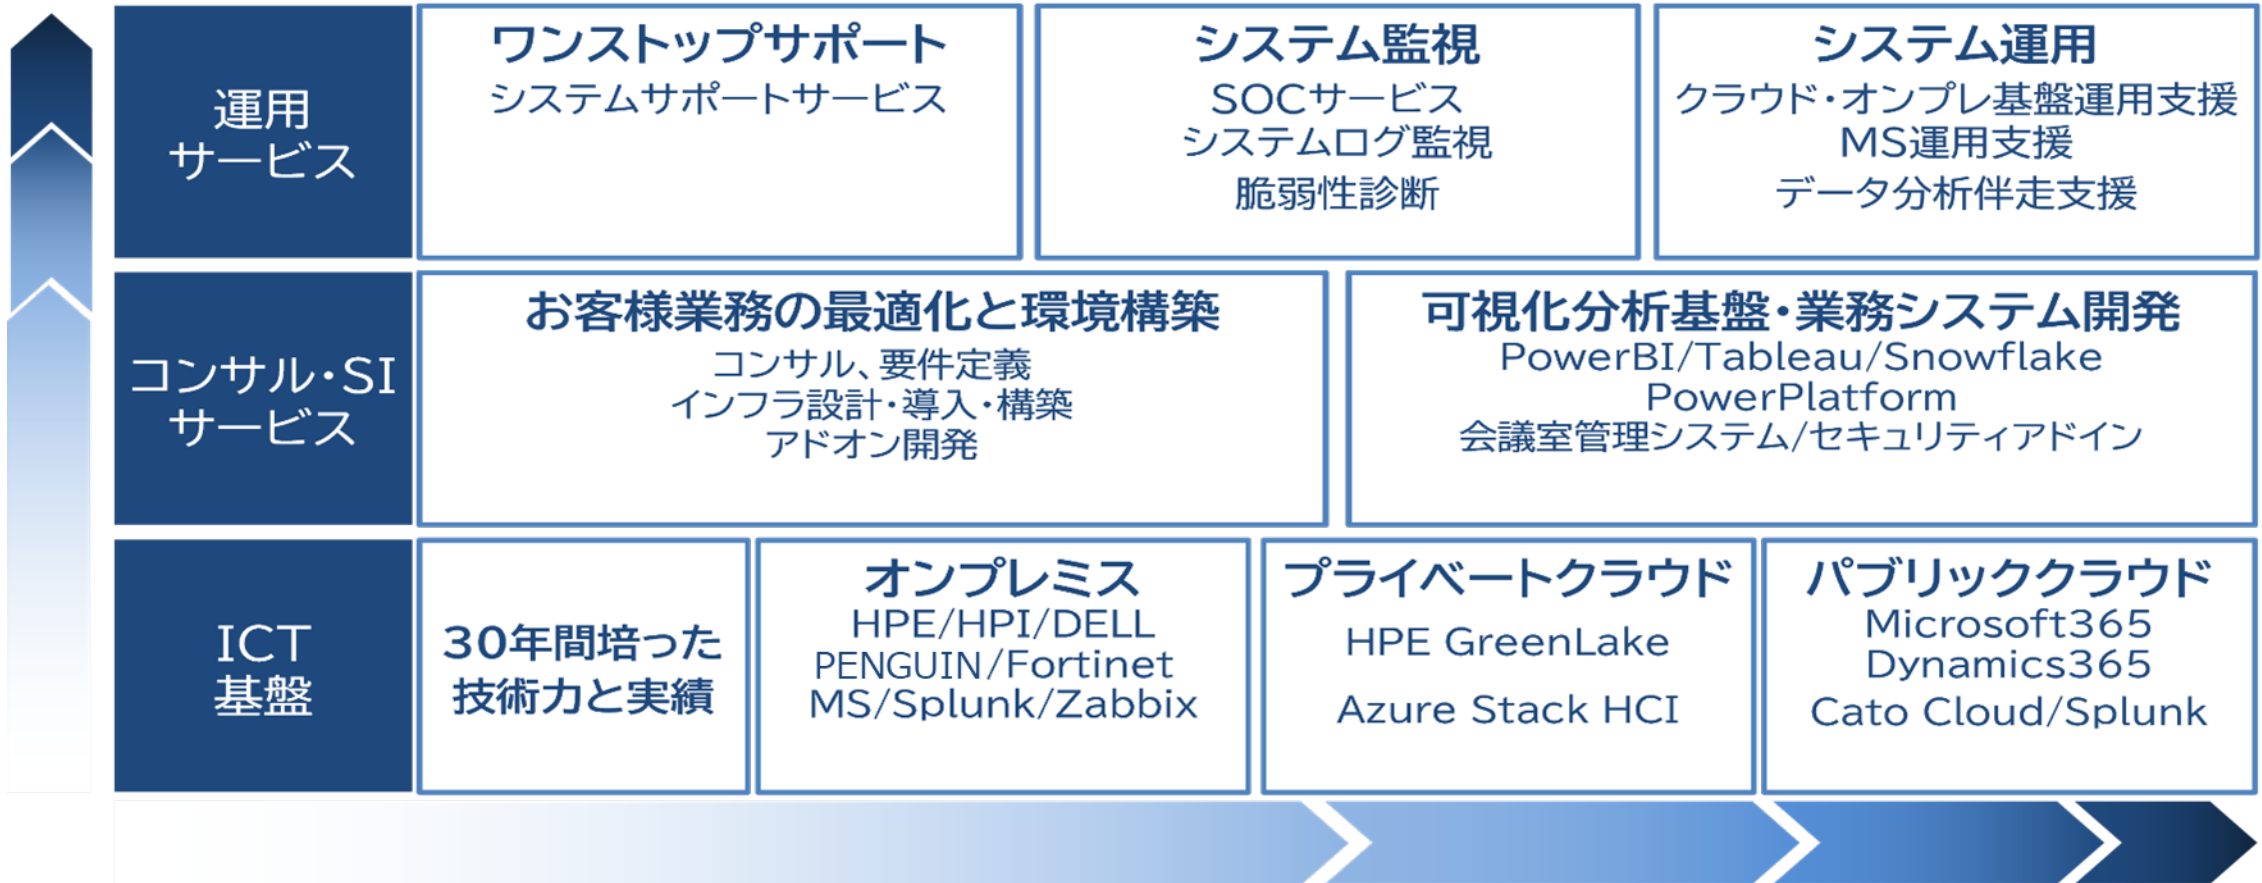 運用
サービス
ワンストップサポート
システムサポートサービス
システム監視
SOCサービス
システムログ監視
脆弱性診断
システム運用
クラウド・オンプレ基盤運用支援
MS運用支援
データ分析伴走支援
コンサル・SI
サービス
お客様業務の最適化と環境構築
コンサル、要件定義
インフラ設計・導入・構築
アドオン開発
可視化分析基盤・業務システム開発
PowerBI/Tableau/Snowflake
PowerPlatform
会議室管理システム/セキュリティアドイン
ICT
基盤
30年間培った
技術力と実績
オンプレミス
HPE/HPI/DELL
PENGUIN/Fortinet
MS/Splunk/Zabbix
プライベートクラウド
HPE GreenLake
Azure Stack HCI
パブリッククラウド
Microsoft365
Dynamics365
Cato Cloud/Splunk